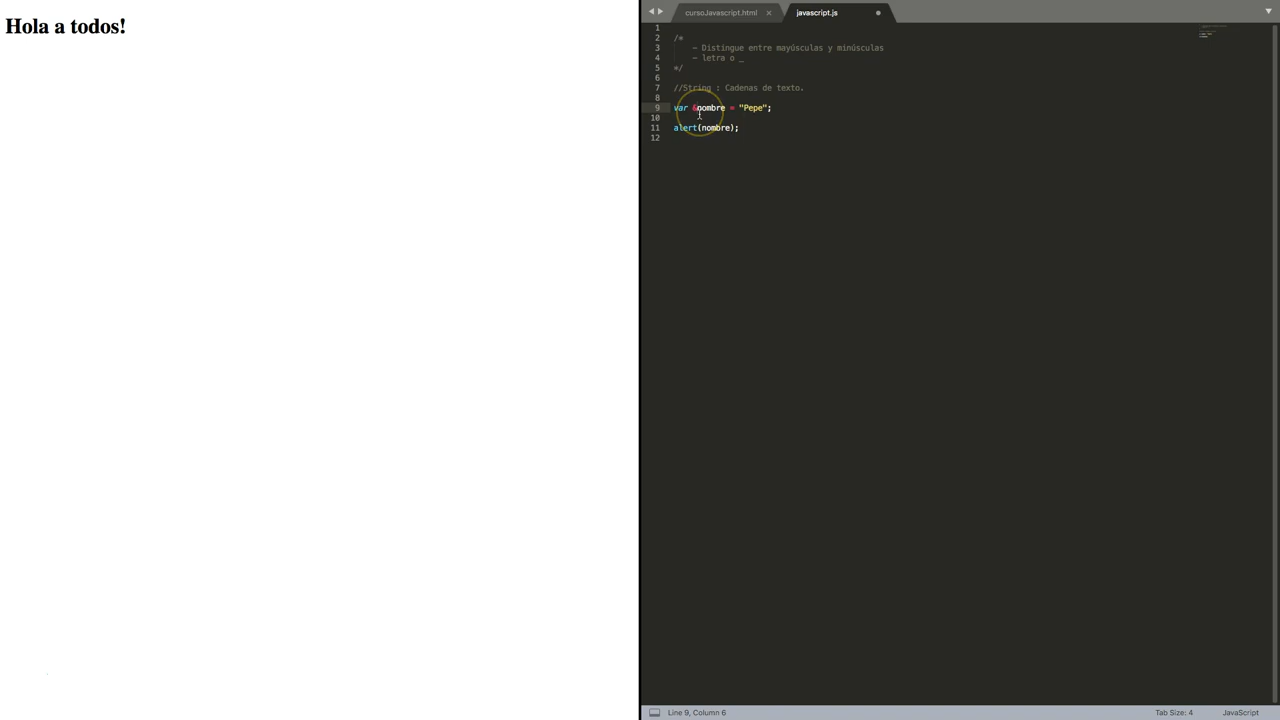 Hola a todos!
cursoJavascript.html ×
javascript.js
1
2 /*
3 - Distingue entre mayúsculas y minúsculas
4 - letra o _
5 */
6
7 //String : Cadenas de texto.
8
9 var &nombre = "Pepe";
10
11 alert(nombre);
12
Line 9, Column 6
Tab Size: 4
JavaScript